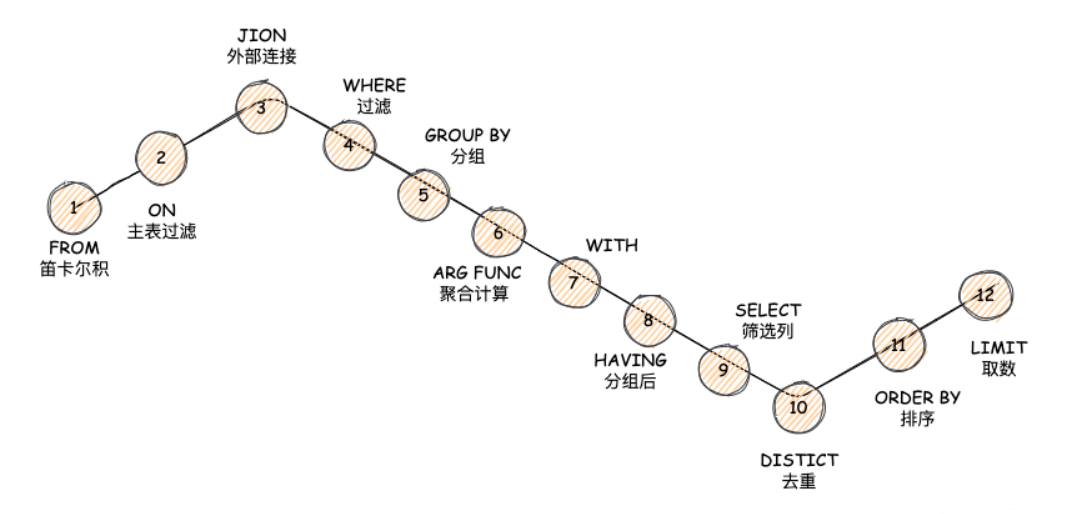 1
FROM
笛卡尔积
2
ON
主表过滤
3
JION
外部连接
4
WHERE
过滤
5
GROUP BY
分组
6
ARG FUNC
聚合计算
7
WITH
8
HAVING
分组后
9
SELECT
筛选列
10
DISTICT
去重
11
ORDER BY
排序
12
LIMIT
取数